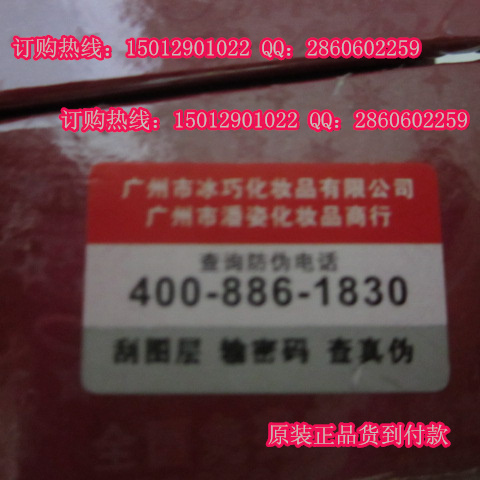 订购热线：15012901022 QQ：2860602259
订购热线：15012901022 QQ：2860602259
广州市冰巧化妆品有限公司
广州市潘姿化妆品商行
查询防伪电话
400-886-1830
刮图层 输密码 查真伪
原装正品货到付款